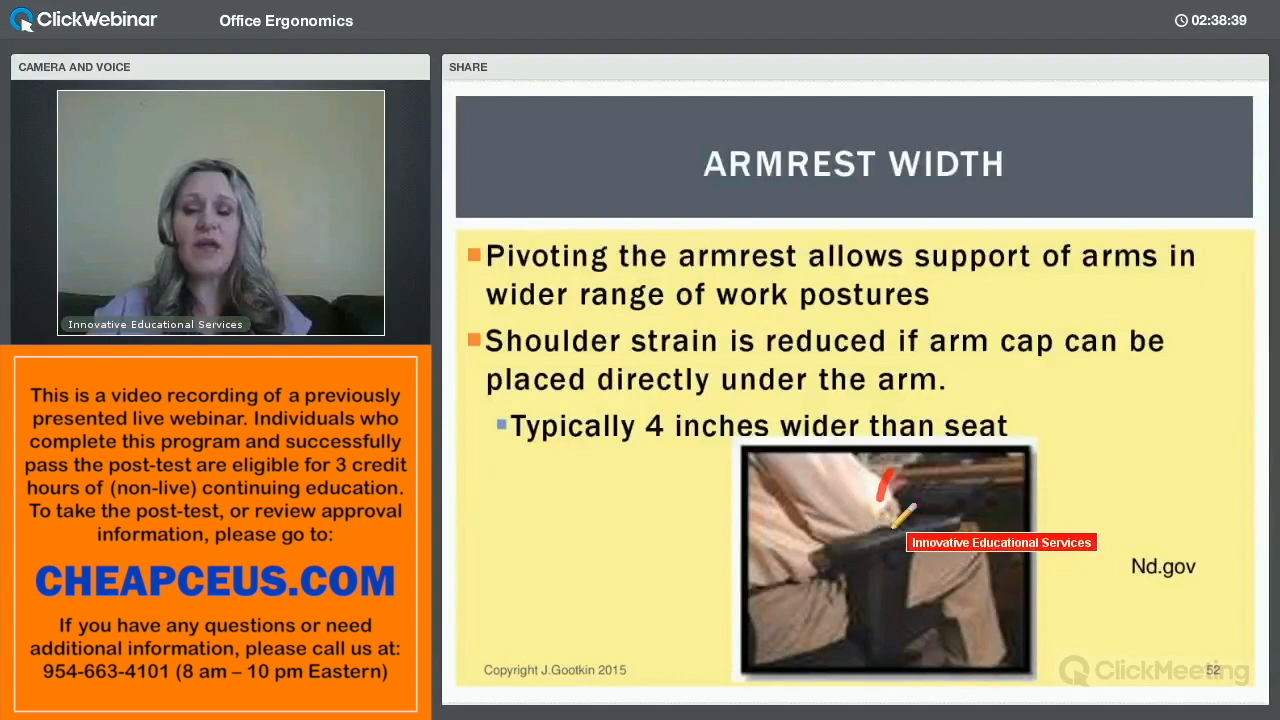 ClickWebinar
Office Ergonomics
02:38:39
CAMERA AND VOICE
Innovative Educational Services
This is a video recording of a previously
presented live webinar. Individuals who
complete this program and successfully
pass the post-test are eligible for 3 credit
hours of (non-live) continuing education.
To take the post-test, or review approval
information, please go to:
CHEAPCEUS.COM
If you have any questions or need
additional information, please call us at:
954-663-4101 (8 am – 10 pm Eastern)
SHARE
ARMREST WIDTH
Pivoting the armrest allows support of arms in
wider range of work postures
Shoulder strain is reduced if arm cap can be
placed directly under the arm.
Typically 4 inches wider than seat
Innovative Educational Services
Nd.gov
Copyright J.Gootkin 2015
52
ClickMeeting